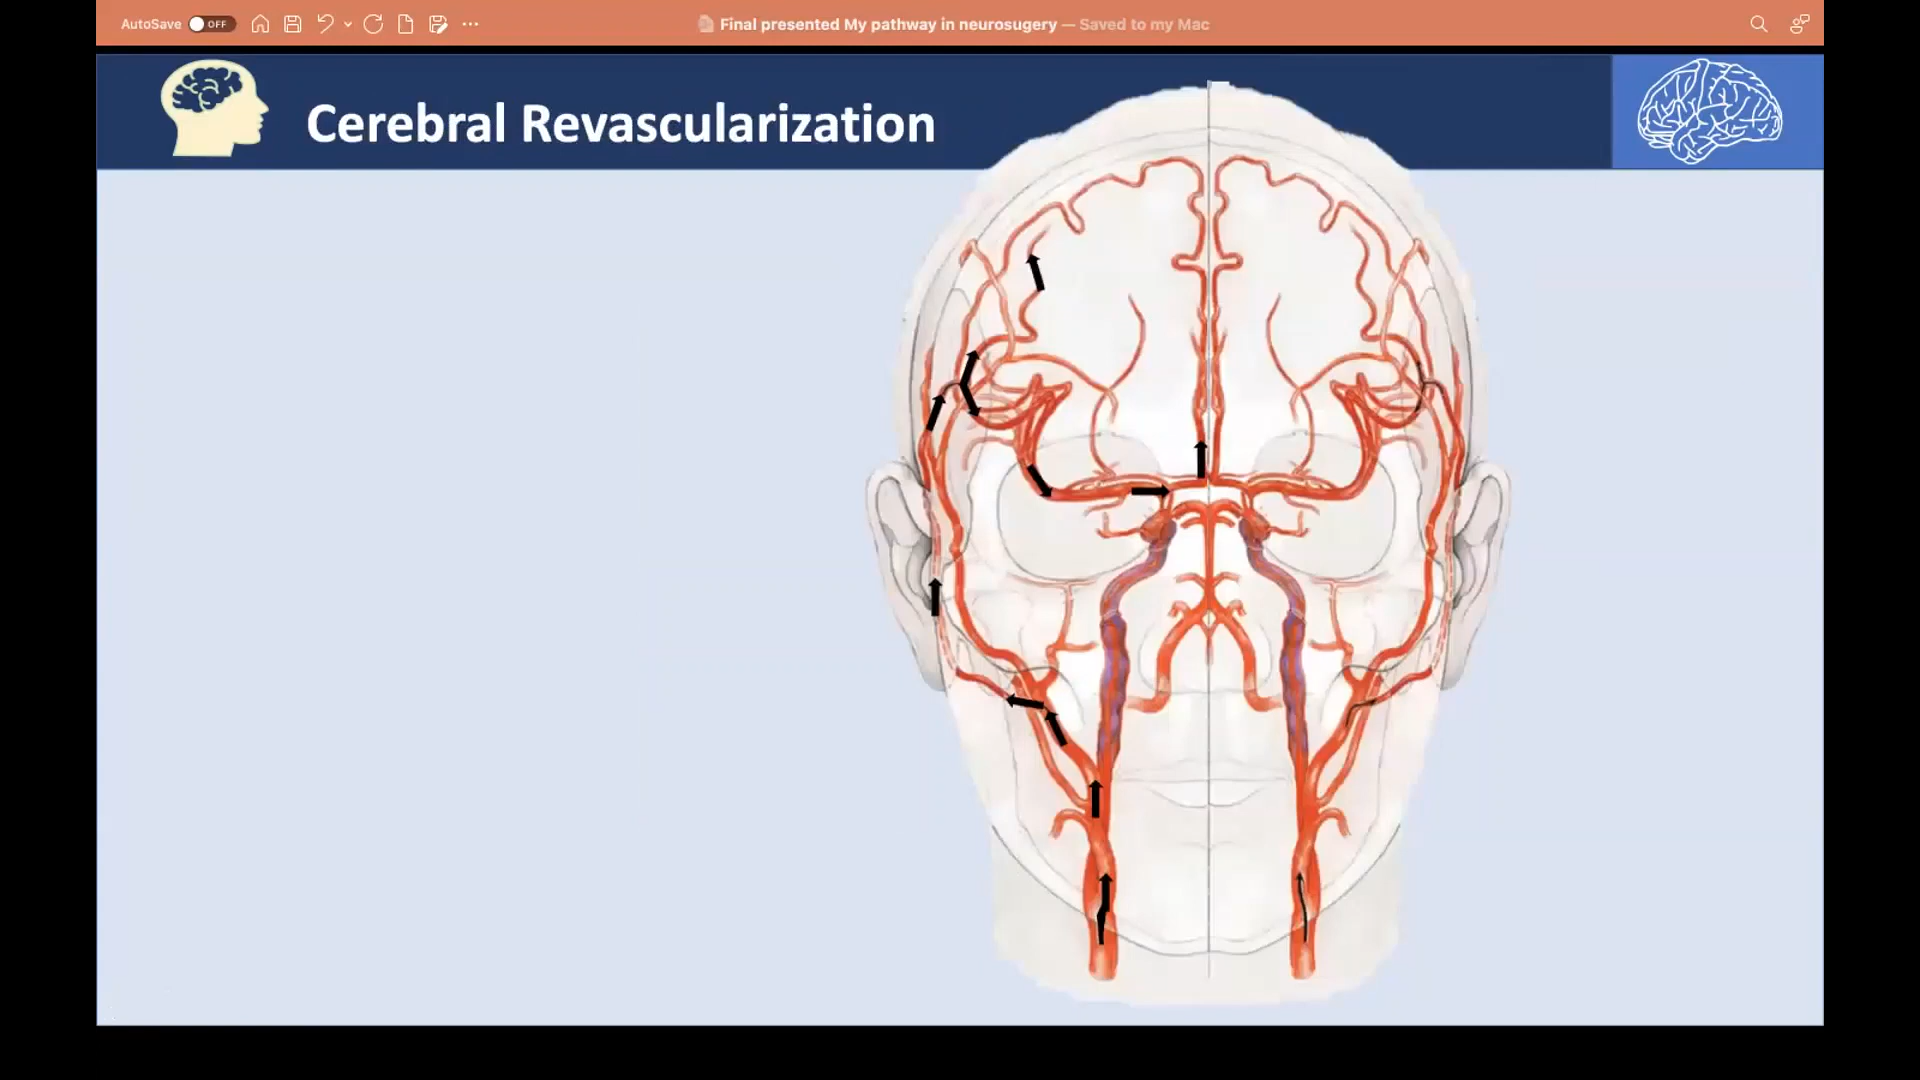 AutoSave OFF
Final presented My pathway in neurosugery — Saved to my Mac
Cerebral Revascularization